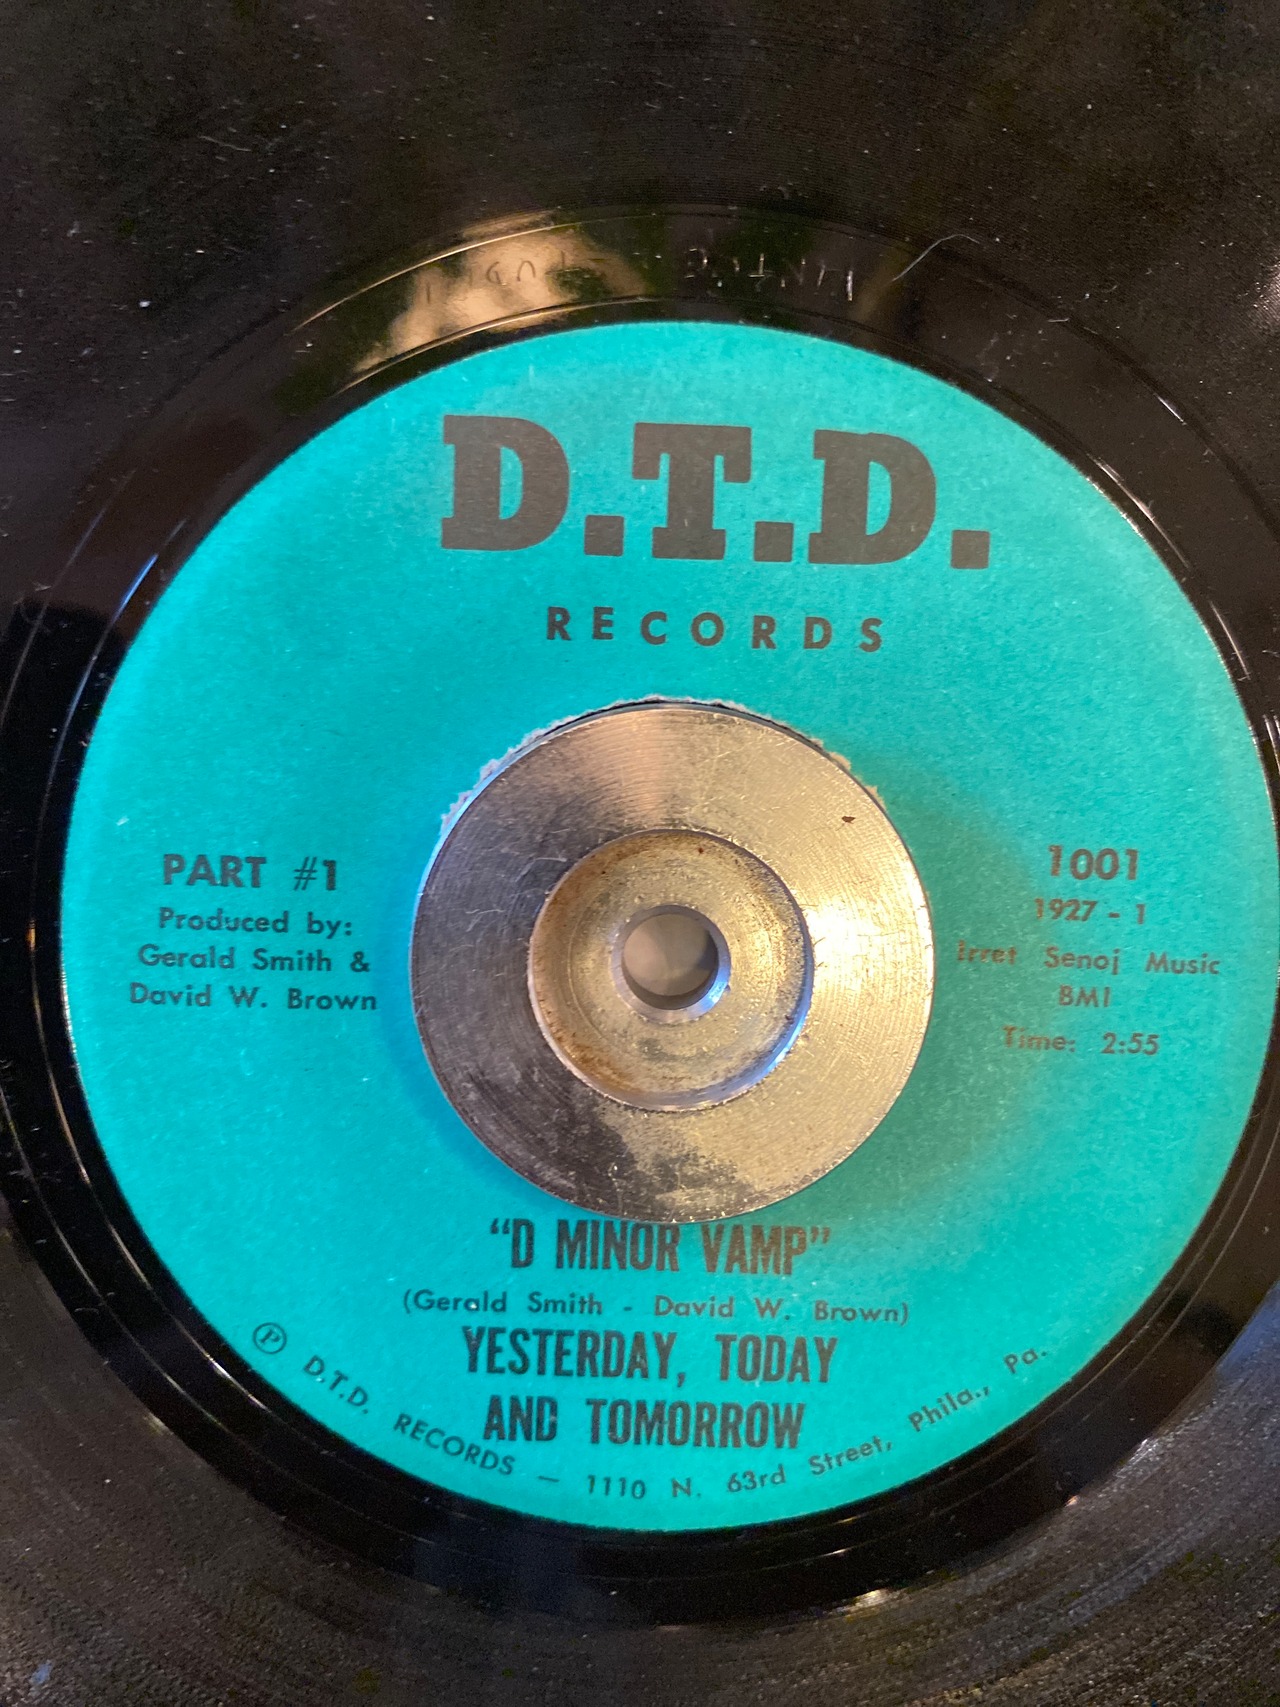 D.T.D.
RECORDS
PART #1
Produced by:
Gerald Smith &
David W. Brown
1001
1927 - 1
Irret Senoj Music
BMI
Time: 2:55
"D MINOR VAMP"
(Gerald Smith - David W. Brown)
YESTERDAY, TODAY
AND TOMORROW
Ⓟ D.T.D. RECORDS — 1110 N. 63rd Street, Phila., Pa.